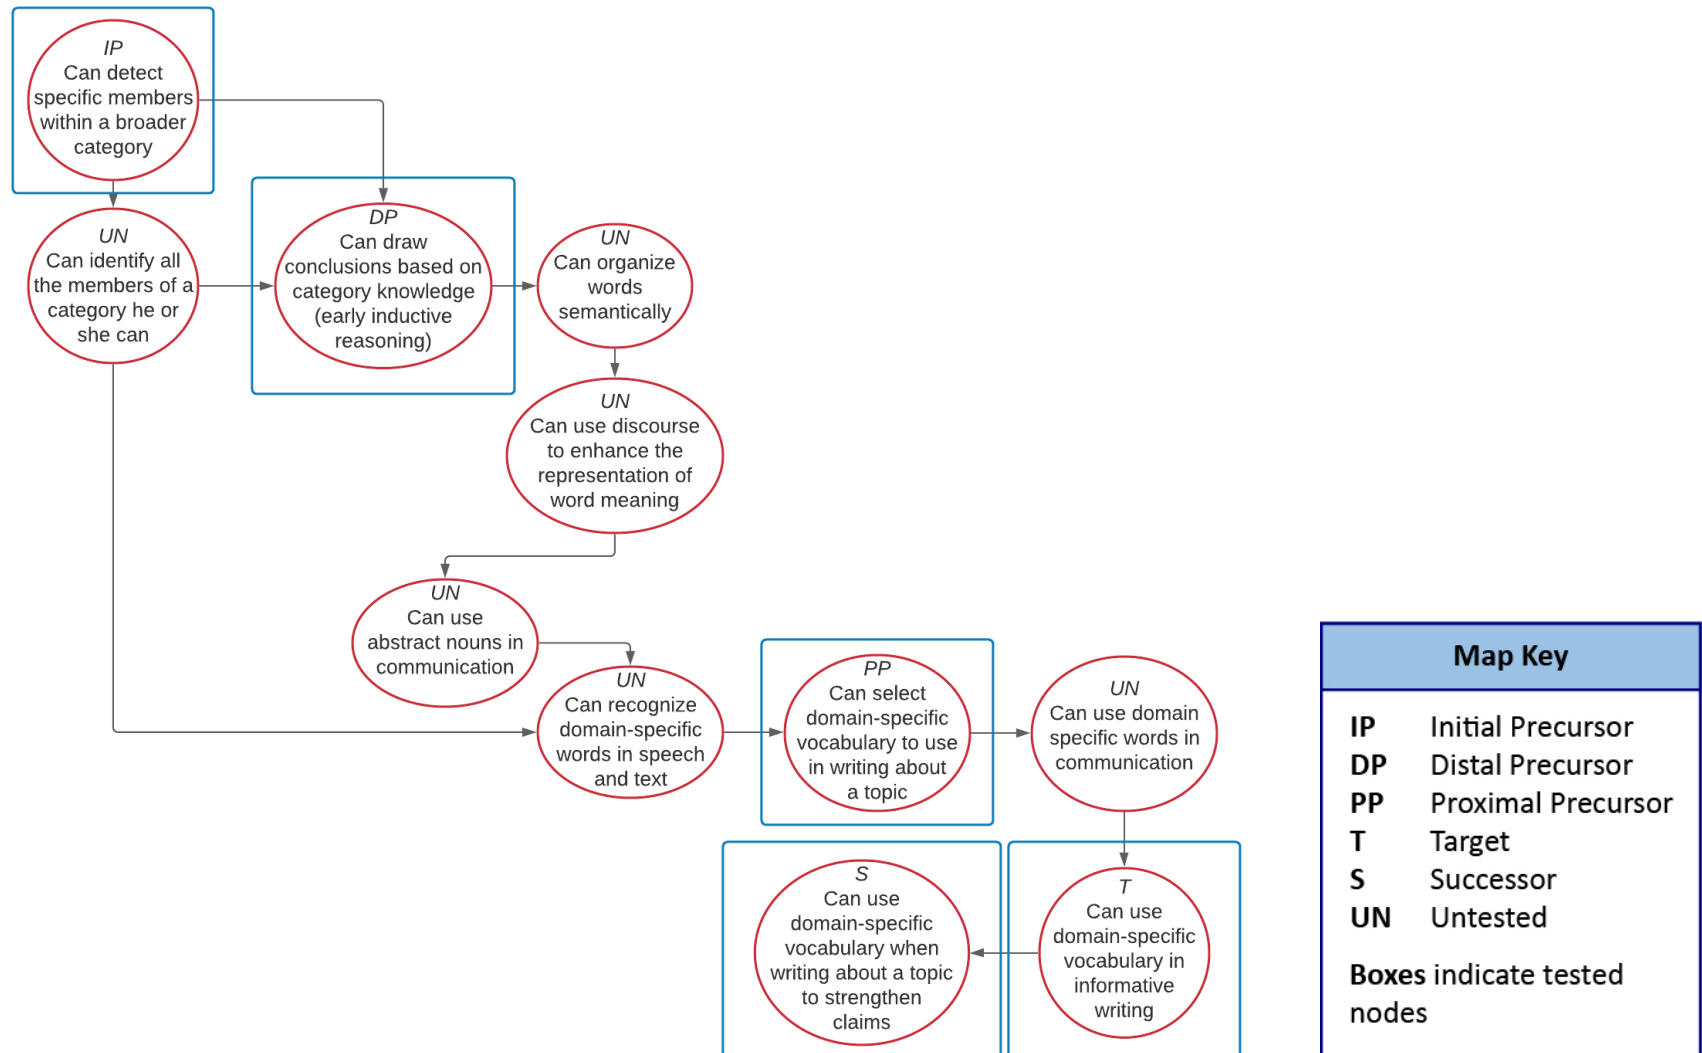 IP
Can detect
specific members
within a broader
category
UN
Can identify all
the members of a
category he or
she can
DP
Can draw
conclusions based on
category knowledge
(early inductive
reasoning)
UN
Can organize
words
semantically
UN
Can use discourse
to enhance the
representation of
word meaning
UN
Can use
abstract nouns in
communication
UN
Can recognize
domain-specific
words in speech
and text
PP
Can select
domain-specific
vocabulary to use
in writing about
a topic
UN
Can use domain
specific words in
communication
S
Can use
domain-specific
vocabulary when
writing about a topic
to strengthen
claims
T
Can use
domain-specific
vocabulary in
informative
writing
Map Key
IP Initial Precursor
DP Distal Precursor
PP Proximal Precursor
T Target
S Successor
UN Untested
Boxes indicate tested
nodes